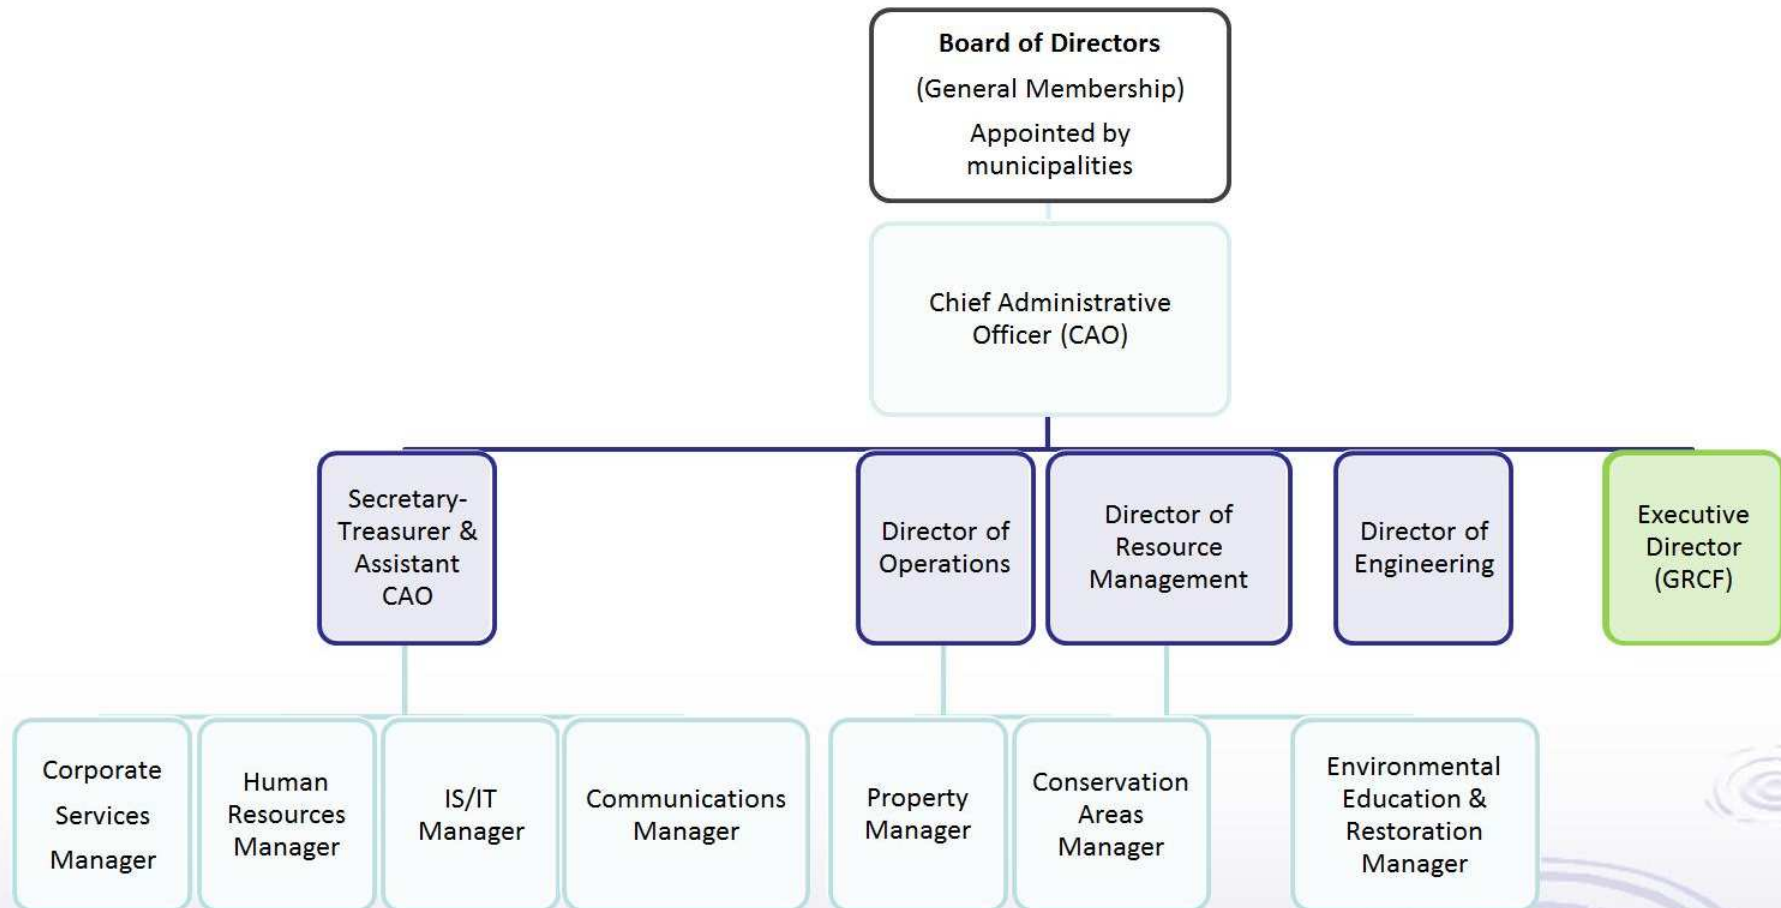 Board of Directors
(General Membership)
Appointed by
municipalities
Chief Administrative
Officer (CAO)
Secretary-
Treasurer &
Assistant
CAO
Director of
Operations
Director of
Resource
Management
Director of
Engineering
Executive
Director
(GRCF)
Corporate
Services
Manager
Human
Resources
Manager
IS/IT
Manager
Communications
Manager
Property
Manager
Conservation
Areas
Manager
Environmental
Education &
Restoration
Manager